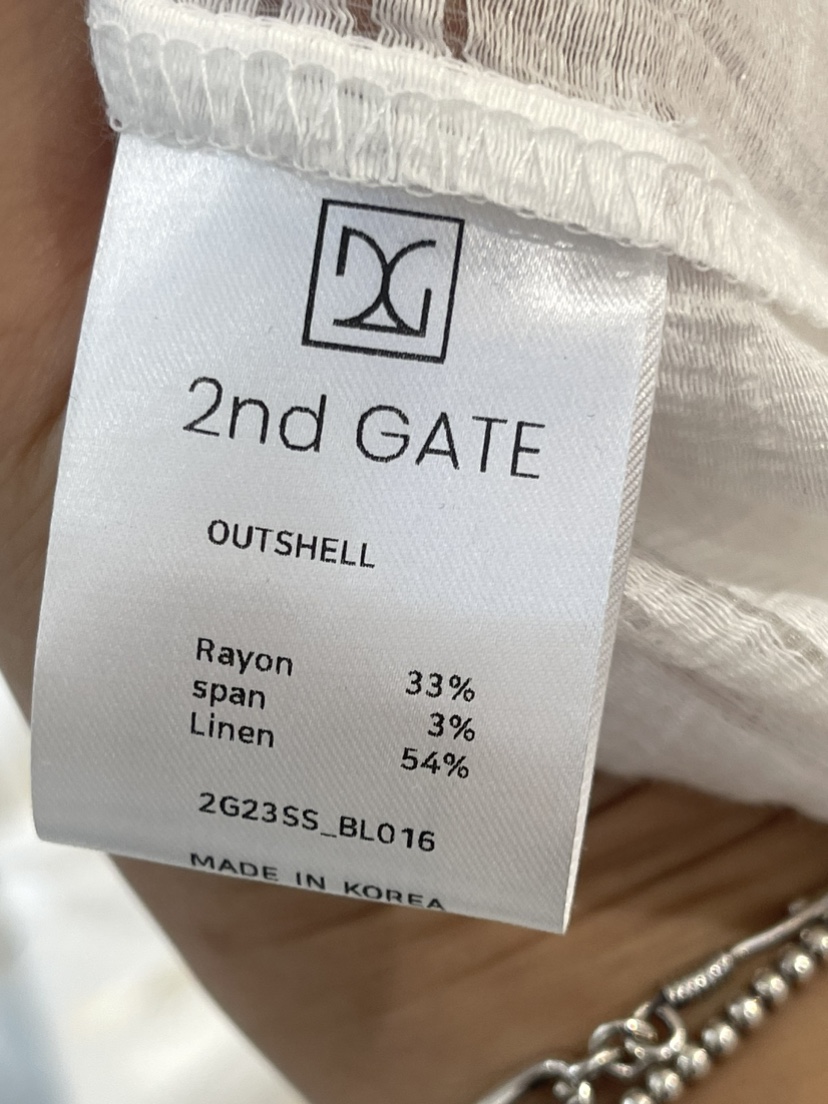 2nd GATE
OUTSHELL
Rayon 33%
span 3%
Linen 54%
2G23SS_BL016
MADE IN KOREA